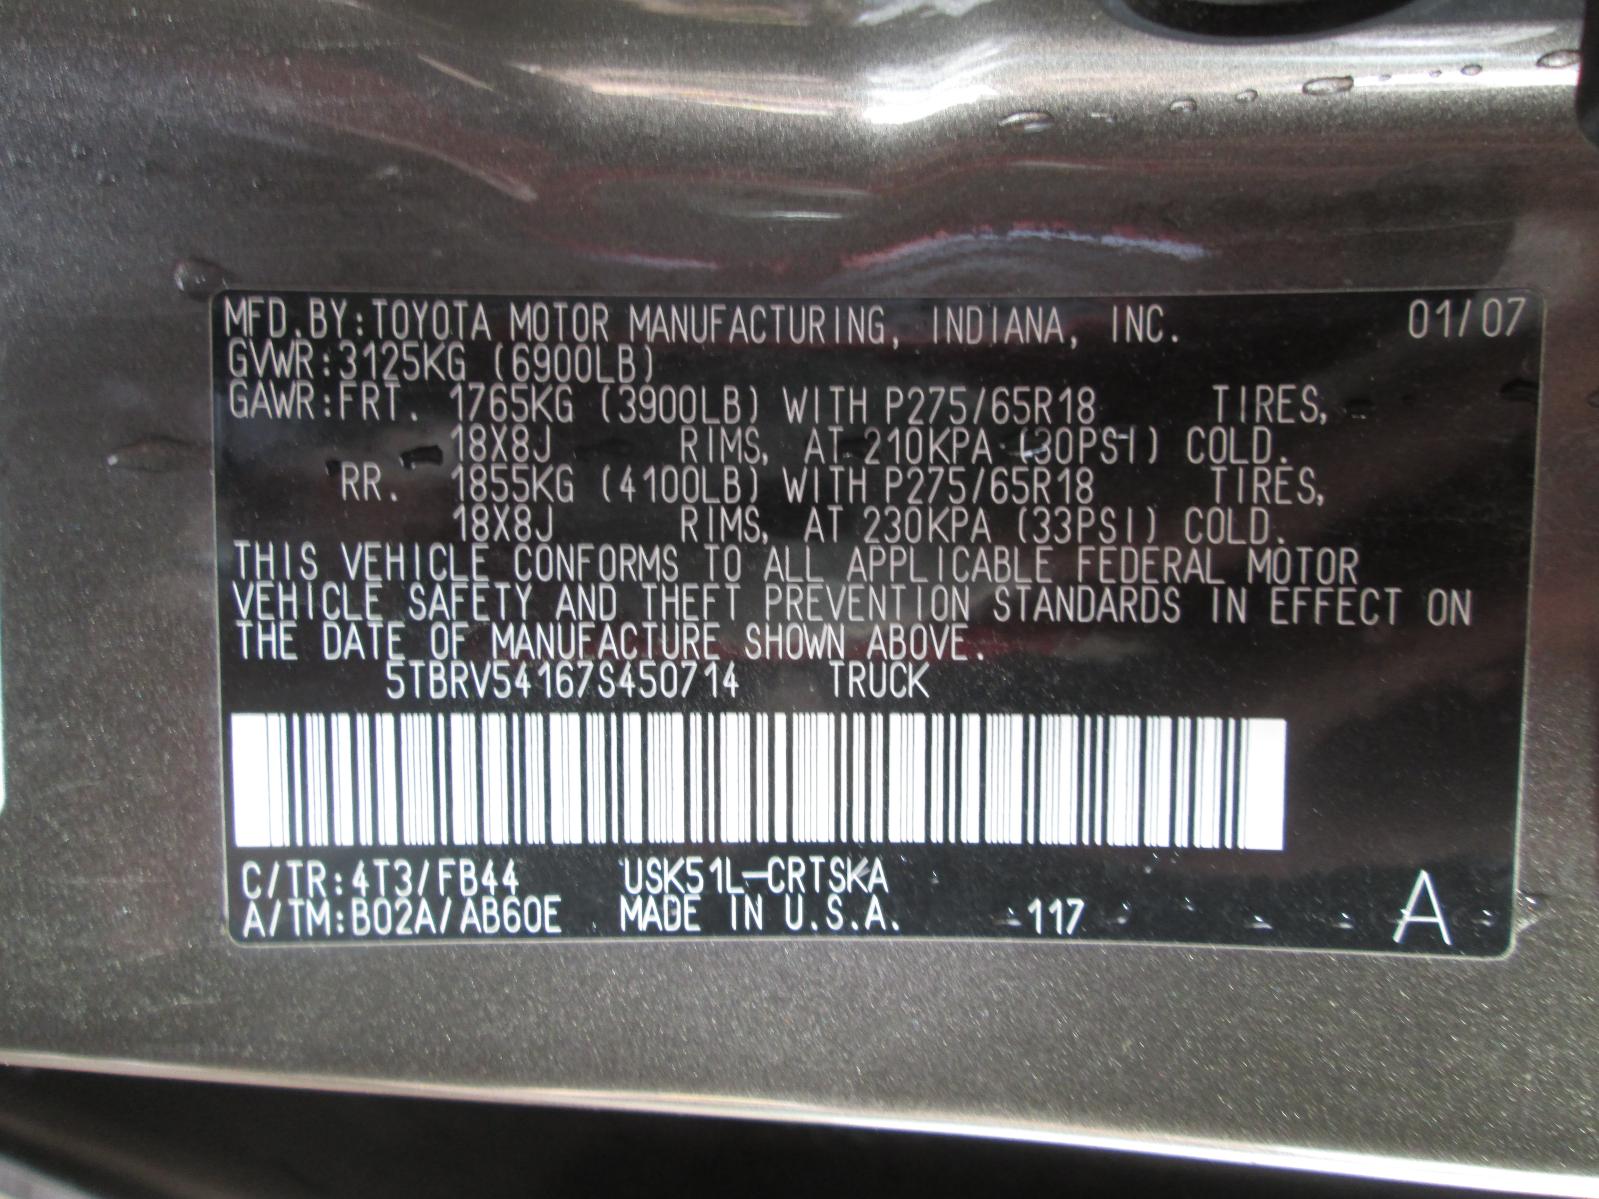 MFD.BY:TOYOTA MOTOR MANUFACTURING, INDIANA, INC. 01/07
GVWR:3125KG (6900LB)
GAWR:FRT. 1765KG (3900LB) WITH P275/65R18 TIRES,
18X8J RIMS, AT 210KPA (30PSI) COLD.
RR. 1855KG (4100LB) WITH P275/65R18 TIRES,
18X8J RIMS, AT 230KPA (33PSI) COLD.
THIS VEHICLE CONFORMS TO ALL APPLICABLE FEDERAL MOTOR
VEHICLE SAFETY AND THEFT PREVENTION STANDARDS IN EFFECT ON
THE DATE OF MANUFACTURE SHOWN ABOVE.
5TBRV54167S450714 TRUCK
C/TR:4T3/FB44 USK51L-CRTSKA
A/TM:B02A/AB60E MADE IN U.S.A. 117 A